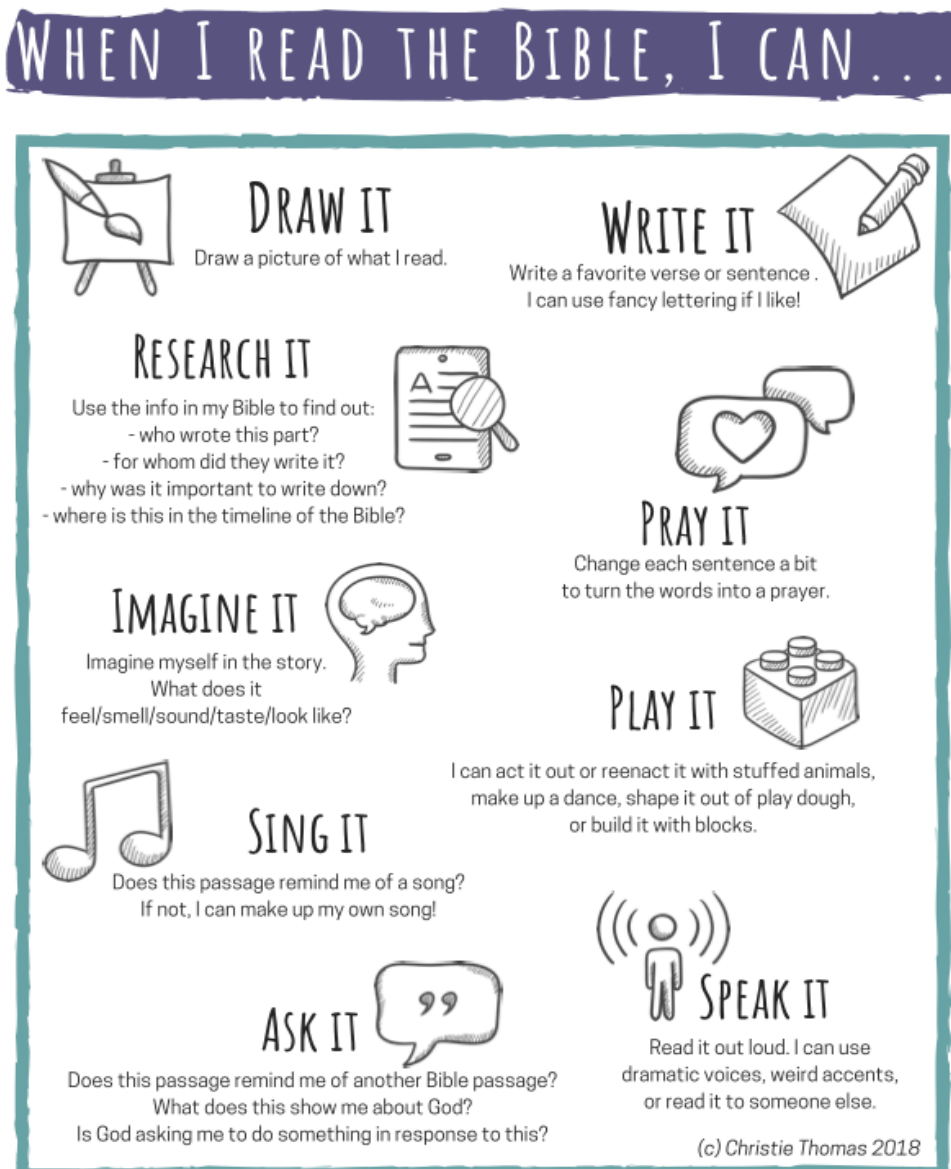 WHEN I READ THE BIBLE, I CAN...
DRAW IT
Draw a picture of what I read.
WRITE IT
Write a favorite verse or sentence .
I can use fancy lettering if I like!
RESEARCH IT
Use the info in my Bible to find out:
- who wrote this part?
- for whom did they write it?
- why was it important to write down?
- where is this in the timeline of the Bible?
A
PRAY IT
Change each sentence a bit
to turn the words into a prayer.
IMAGINE IT
Imagine myself in the story.
What does it
feel/smell/sound/taste/look like?
PLAY IT
I can act it out or reenact it with stuffed animals,
make up a dance, shape it out of play dough,
or build it with blocks.
SING IT
Does this passage remind me of a song?
If not, I can make up my own song!
ASK IT
Does this passage remind me of another Bible passage?
What does this show me about God?
Is God asking me to do something in response to this?
SPEAK IT
Read it out loud. I can use
dramatic voices, weird accents,
or read it to someone else.
(c) Christie Thomas 2018